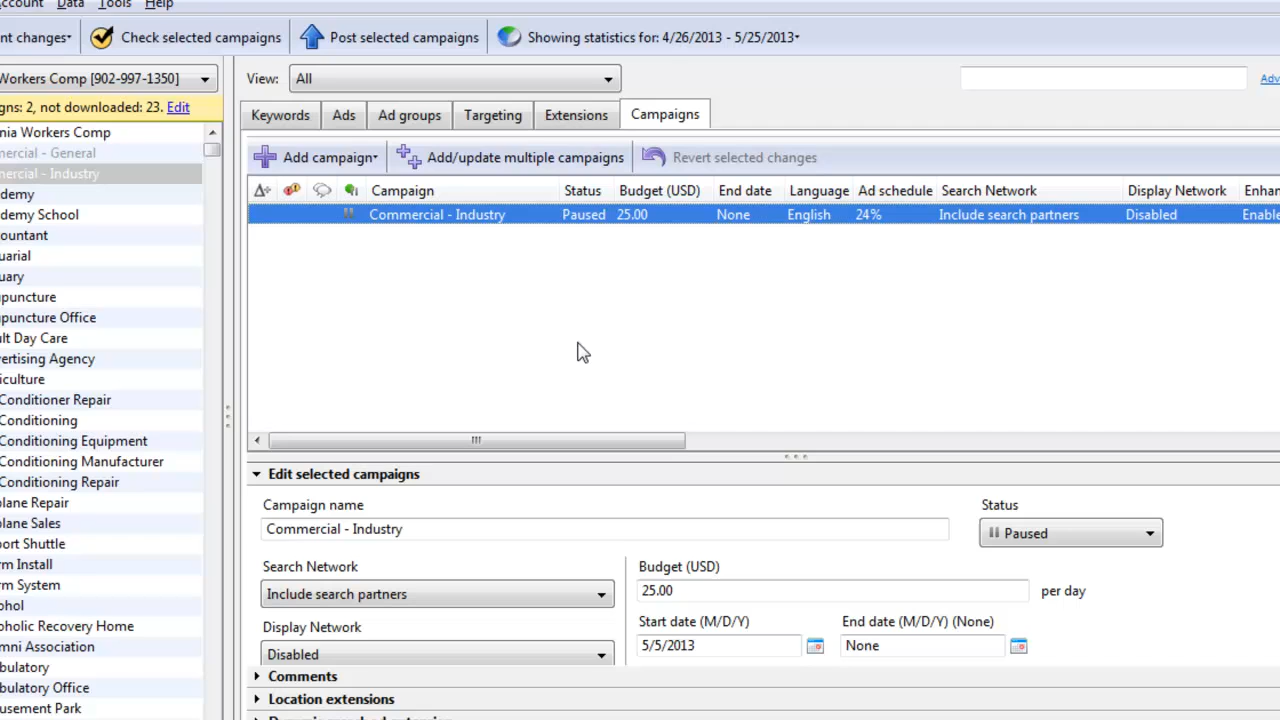 Account Data Tools Help
nt changes Check selected campaigns Post selected campaigns Showing statistics for: 4/26/2013 - 5/25/2013
Workers Comp [902-997-1350] View: All Adv
gns: 2, not downloaded: 23. Edit
Keywords Ads Ad groups Targeting Extensions Campaigns
nia Workers Comp
mercial - General
mercial - Industry
demy
demy School
ountant
uarial
uary
upuncture
upuncture Office
ult Day Care
vertising Agency
iculture
Conditioner Repair
Conditioning
Conditioning Equipment
Conditioning Manufacturer
Conditioning Repair
plane Repair
plane Sales
port Shuttle
rm Install
rm System
ohol
oholic Recovery Home
mni Association
bulatory
bulatory Office
usement Park
Add campaign Add/update multiple campaigns Revert selected changes
Campaign Status Budget (USD) End date Language Ad schedule Search Network Display Network Enhan
Commercial - Industry Paused 25.00 None English 24% Include search partners Disabled Enable
Edit selected campaigns
Campaign name Status
Commercial - Industry Paused
Search Network Budget (USD)
Include search partners 25.00 per day
Display Network Start date (M/D/Y) End date (M/D/Y) (None)
Disabled 5/5/2013 None
Comments
Location extensions